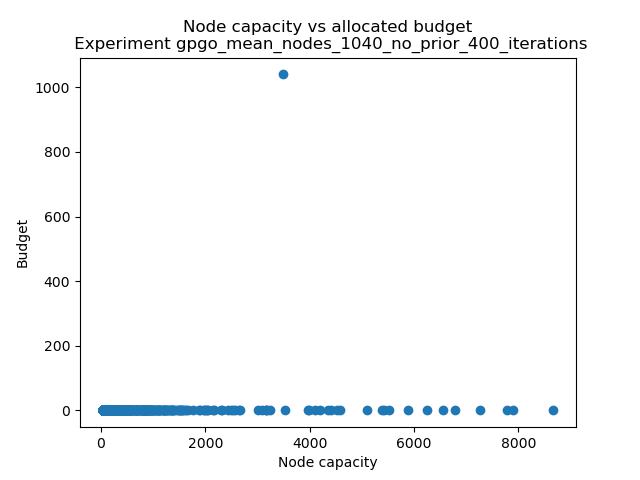 Node capacity vs allocated budget
Experiment gpgo_mean_nodes_1040_no_prior_400_iterations
1000
800
600
400
200
0
Budget
0 2000 4000 6000 8000
Node capacity